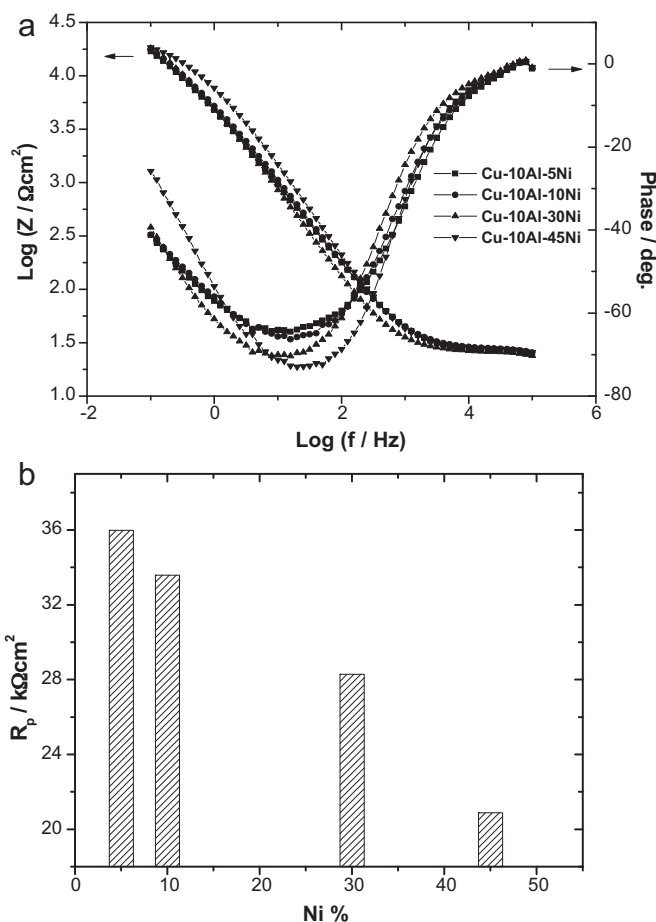 a
4.5
4.0
3.5
3.0
2.5
2.0
1.5
1.0
Log (Z / Ωcm²)
0
-20
-40
-60
-80
Phase / deg.
Cu-10Al-5Ni
Cu-10Al-10Ni
Cu-10Al-30Ni
Cu-10Al-45Ni
-2
0
2
4
6
Log (f / Hz)
b
36
32
28
24
20
Rp / kΩcm²
0
10
20
30
40
50
Ni %